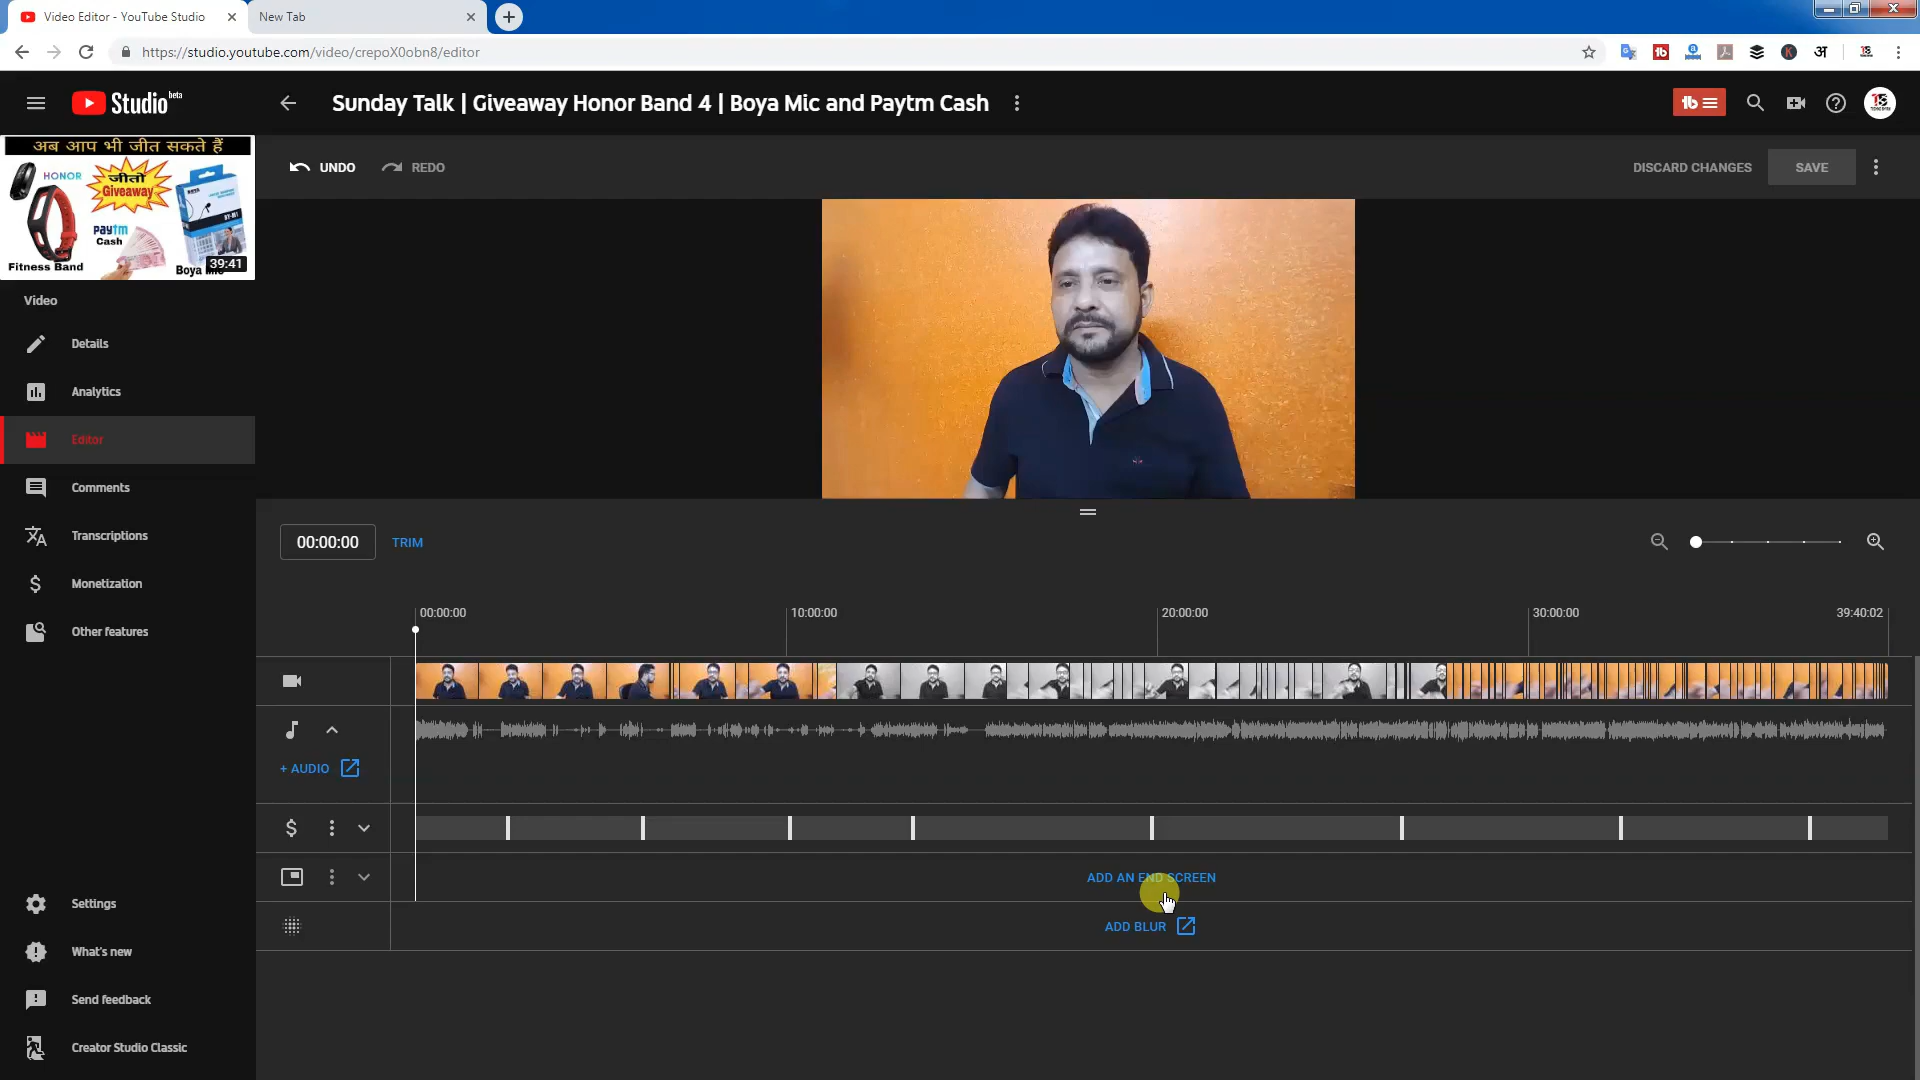 Video Editor - YouTube Studio
New Tab
https://studio.youtube.com/video/crepoX0obn8/editor
Studio beta
Sunday Talk | Giveaway Honor Band 4 | Boya Mic and Paytm Cash
अब आप भी जीत सकते हैं
HONOR
जीतो
Giveaway
paytm
Cash
BY-M1
Fitness Band
Boya
39:41
UNDO
REDO
DISCARD CHANGES
SAVE
Video
Details
Analytics
Editor
Comments
Transcriptions
Monetization
Other features
Settings
What's new
Send feedback
Creator Studio Classic
00:00:00
TRIM
00:00:00
10:00:00
20:00:00
30:00:00
39:40:02
+ AUDIO
ADD AN END SCREEN
ADD BLUR